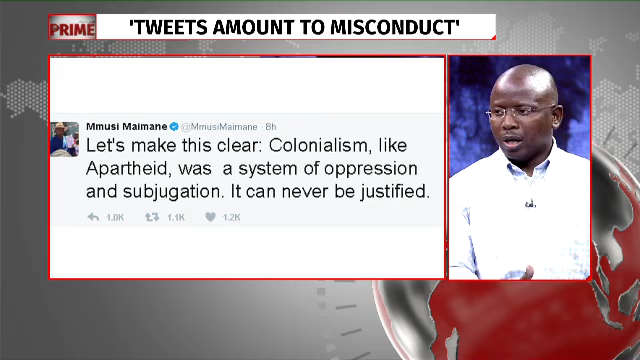 PRIME
'TWEETS AMOUNT TO MISCONDUCT'
Mmusi Maimane @MmusiMaimane · 8h
Let's make this clear: Colonialism, like
Apartheid, was a system of oppression
and subjugation. It can never be justified.
1.0K 1.1K 1.2K